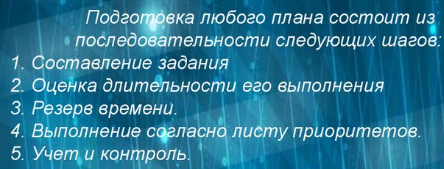 Подготовка любого плана состоит из
последовательности следующих шагов:
1. Составление задания
2. Оценка длительности его выполнения
3. Резерв времени.
4. Выполнение согласно листу приоритетов.
5. Учет и контроль.